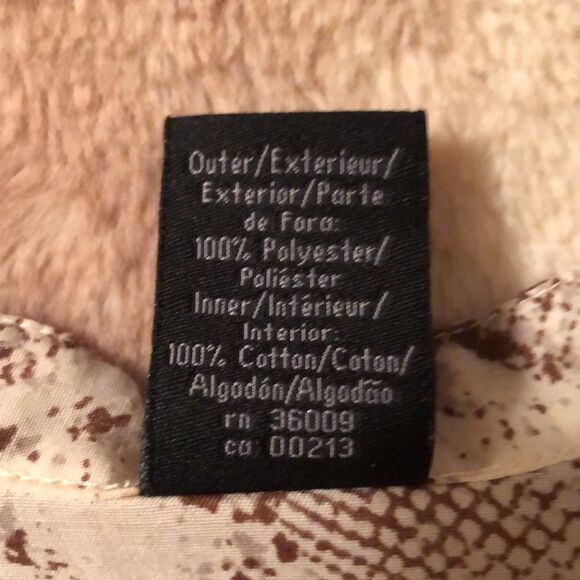 Outer/Exterieur/
Exterior/Parte
de Fora:
100% Polyester/
Poliéster
Inner/Intérieur/
Interior:
100% Cotton/Coton/
Algodón/Algodão
rn 36009
ca 00213